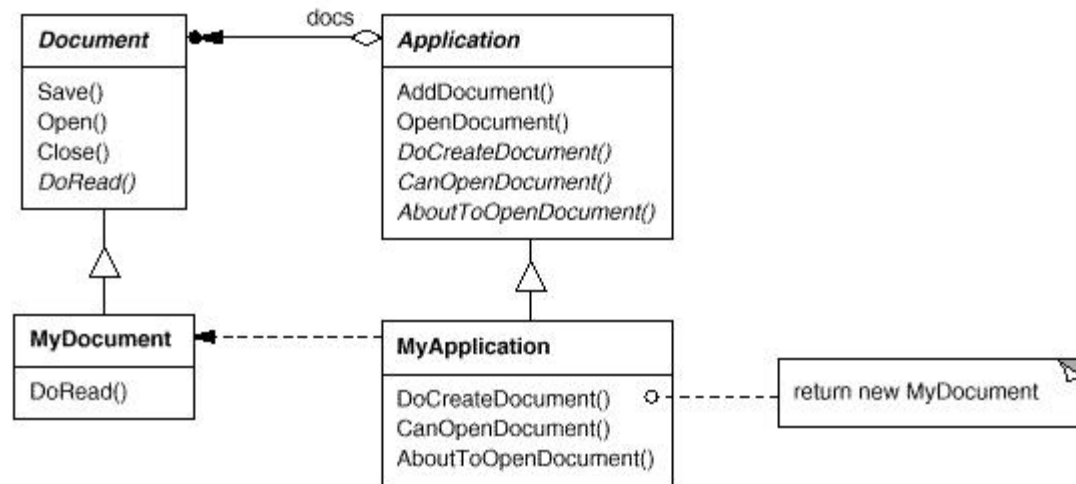 docs
Document
Save()
Open()
Close()
DoRead()
Application
AddDocument()
OpenDocument()
DoCreateDocument()
CanOpenDocument()
AboutToOpenDocument()
MyDocument
DoRead()
MyApplication
DoCreateDocument()
CanOpenDocument()
AboutToOpenDocument()
return new MyDocument